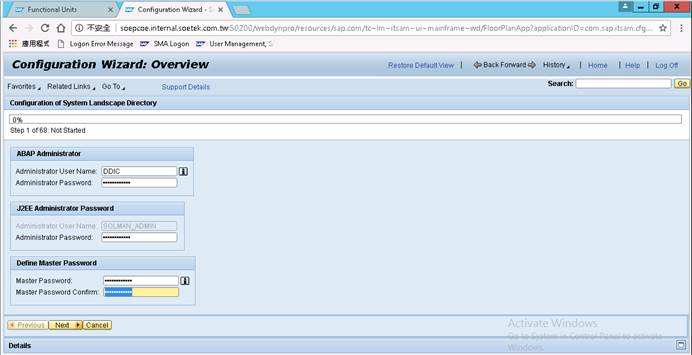 Functional Units
Configuration Wizard - S
不安全 | soepcoe.internal.soetek.com.tw:50200/webdynpro/resources/sap.com/tc~lm~itsam~ui~mainframe~wd/FloorPlanApp?applicationID=com.sap.itsam.cfg...
應用程式 Logon Error Message SMA Logon User Management, S
Configuration Wizard: Overview
Restore Default View | Back Forward History | Home | Help | Log Off
Favorites Related Links Go To Support Details Search: Go
Configuration of System Landscape Directory
0%
Step 1 of 68: Not Started
ABAP Administrator
Administrator User Name: DDIC
Administrator Password: ************
J2EE Administrator Password
Administrator User Name: SOLMAN_ADMIN
Administrator Password: ************
Define Master Password
Master Password: ************
Master Password Confirm: ************
Previous Next Cancel
Activate Windows
Go to System in Control Panel to activate
Windows.
Details